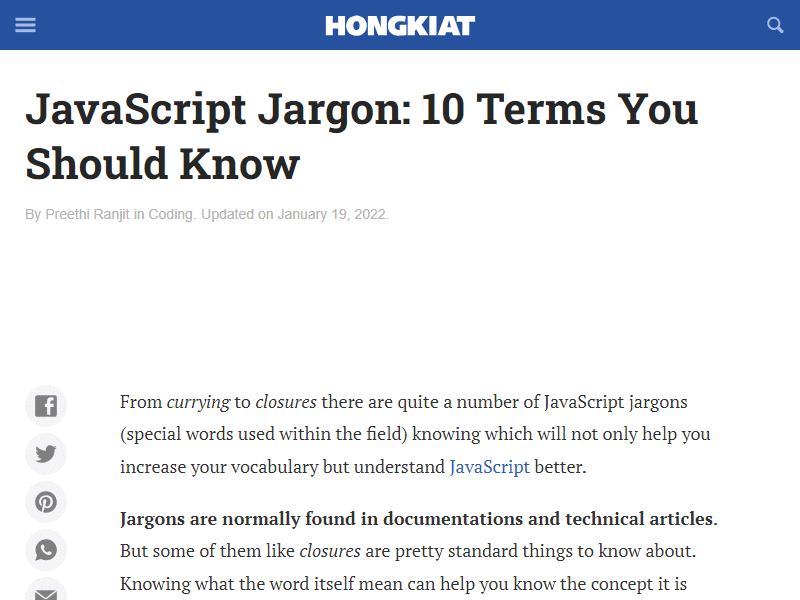 HONGKIAT
JavaScript Jargon: 10 Terms You
Should Know
By Preethi Ranjit in Coding. Updated on January 19, 2022.
From currying to closures there are quite a number of JavaScript jargons
(special words used within the field) knowing which will not only help you
increase your vocabulary but understand JavaScript better.
Jargons are normally found in documentations and technical articles.
But some of them like closures are pretty standard things to know about.
Knowing what the word itself mean can help you know the concept it is